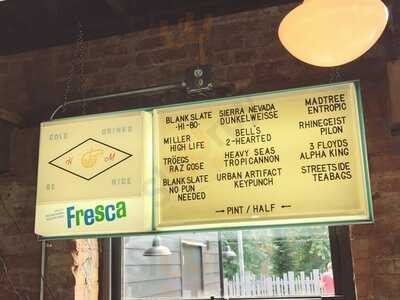 COLD DRINKS
H M
BE NICE
Fresca
BLANK SLATE
-HI-80-
MILLER
HIGH LIFE
TRÖEGS
RAZ GOSE
BLANK SLATE
NO PUN
NEEDED
SIERRA NEVADA
DUNKELWEISSE
BELL'S
2-HEARTED
HEAVY SEAS
TROPICANNON
URBAN ARTIFACT
KEYPUNCH
MADTREE
ENTROPIC
RHINEGEIST
PILON
3 FLOYDS
ALPHA KING
STREETSIDE
TEABAGS
← PINT / HALF →